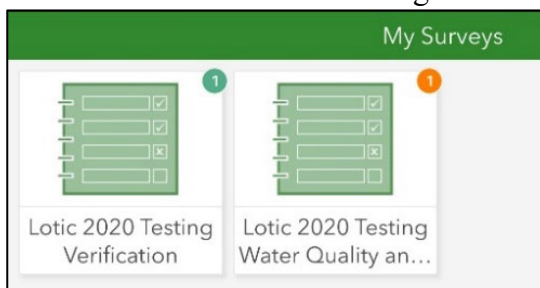 My Surveys
1
1
Lotic 2020 Testing
Verification
Lotic 2020 Testing
Water Quality an...